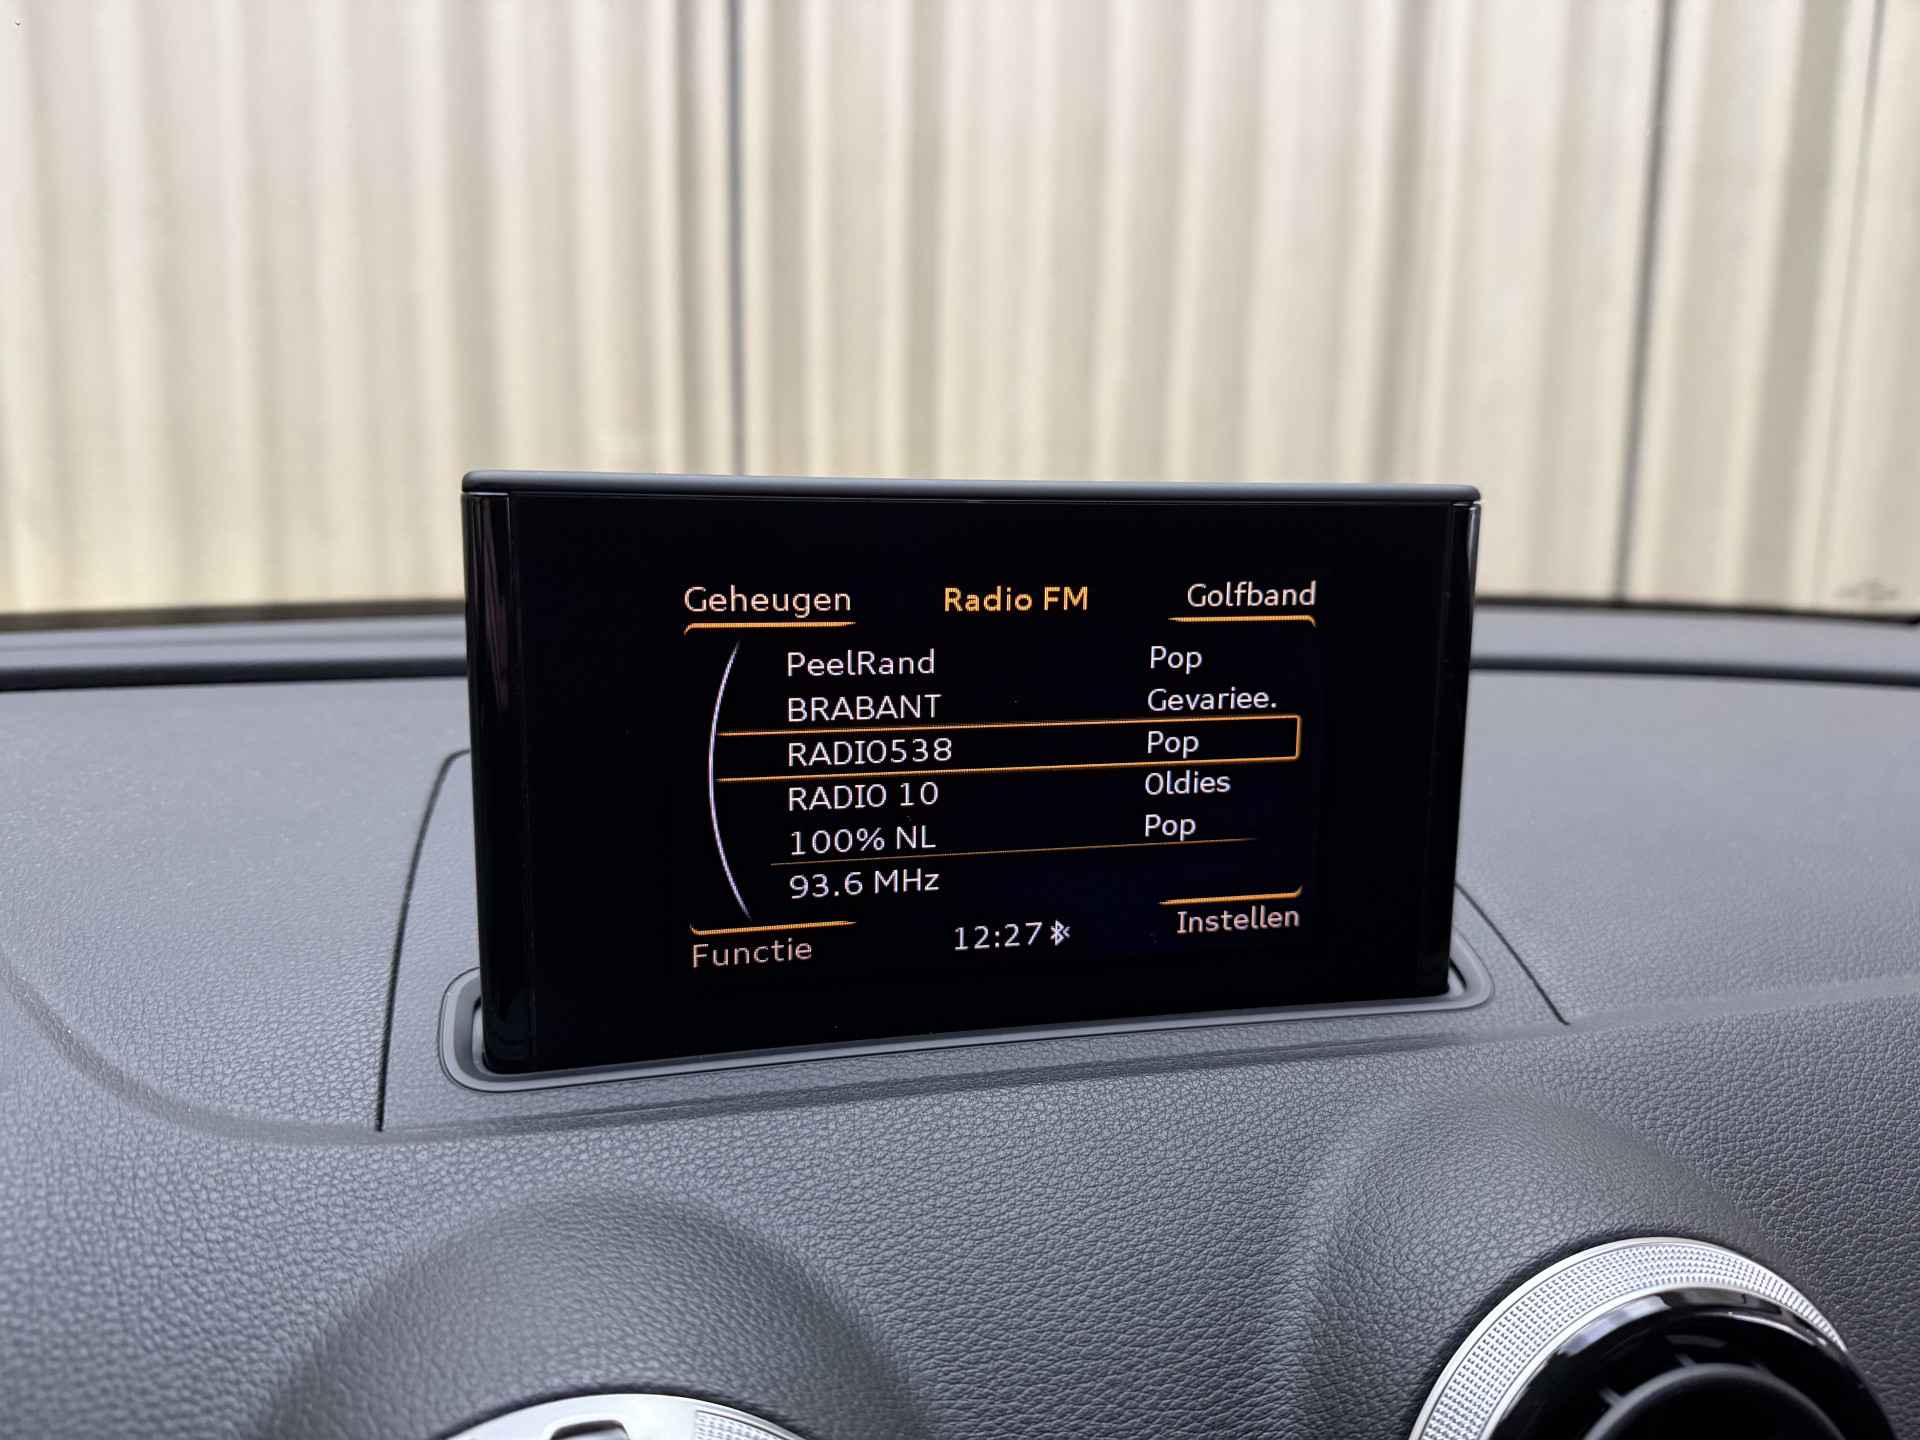 Geheugen Radio FM Golfband
PeelRand Pop
BRABANT Gevariee.
RADIO538 Pop
RADIO 10 Oldies
100% NL Pop
93.6 MHz
Functie 12:27 Instellen